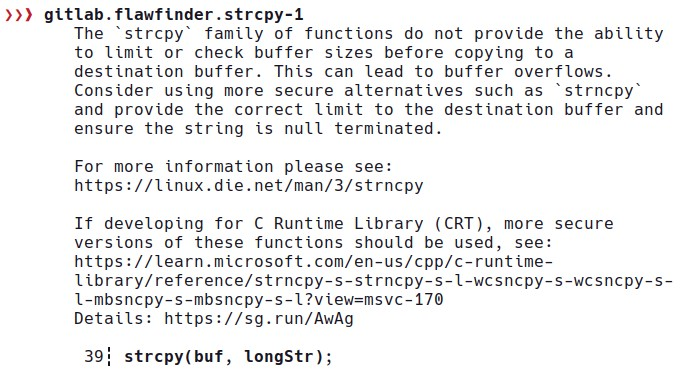 ❯❯❱ gitlab.flawfinder.strcpy-1
The `strcpy` family of functions do not provide the ability
to limit or check buffer sizes before copying to a
destination buffer. This can lead to buffer overflows.
Consider using more secure alternatives such as `strncpy`
and provide the correct limit to the destination buffer and
ensure the string is null terminated.

For more information please see:
https://linux.die.net/man/3/strncpy

If developing for C Runtime Library (CRT), more secure
versions of these functions should be used, see:
https://learn.microsoft.com/en-us/cpp/c-runtime-
library/reference/strncpy-s-strncpy-s-l-wcsncpy-s-wcsncpy-s-
l-mbsncpy-s-mbsncpy-s-l?view=msvc-170
Details: https://sg.run/AwAg

39┆ strcpy(buf, longStr);